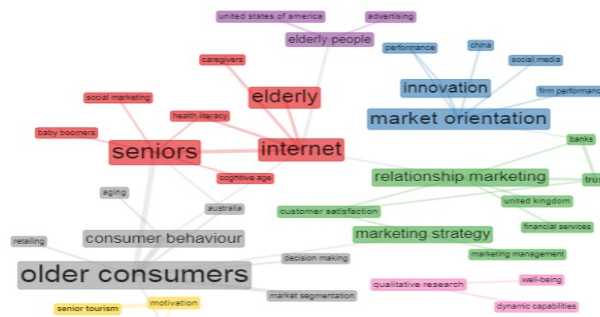 united states of america
advertising
elderly people
performance
china
caregivers
social media
innovation
firm performance
elderly
social marketing
market orientation
health literacy
baby boomers
banks
internet
seniors
relationship marketing
trust
cognitive age
aging
united kingdom
australia
customer satisfaction
financial services
consumer behaviour
marketing strategy
retailing
marketing management
decision making
older consumers
qualitative research
well-being
market segmentation
motivation
senior tourism
dynamic capabilities